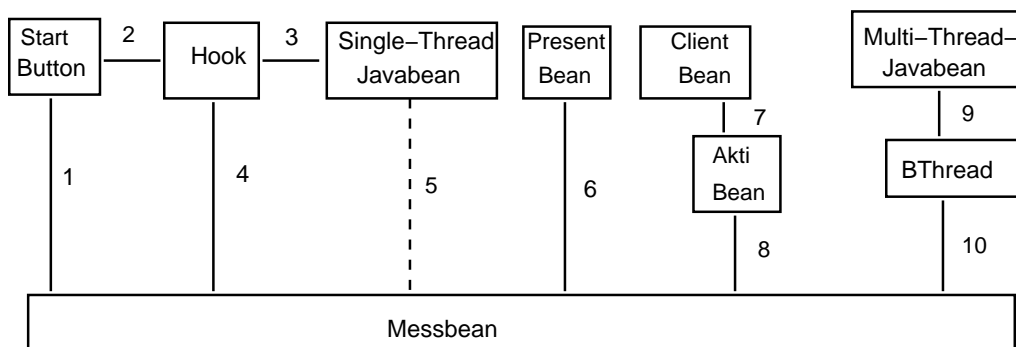 Start
Button
2
Hook
3
Single−Thread
Javabean
Present
Bean
Client
Bean
Multi−Thread−
Javabean
7
9
Akti
Bean
BThread
1
4
5
6
8
10
Messbean